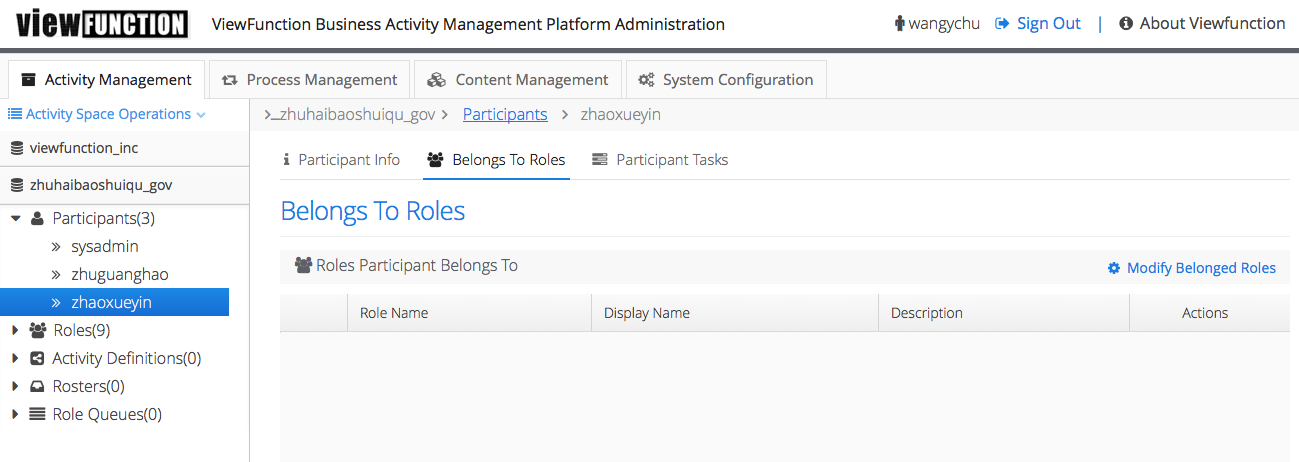 viewFUNCTION ViewFunction Business Activity Management Platform Administration wangychu Sign Out | About Viewfunction
Activity Management Process Management Content Management System Configuration
Activity Space Operations >_zhuhaibaoshuiqu_gov > Participants > zhaoxueyin
viewfunction_inc
Participant Info Belongs To Roles Participant Tasks
zhuhaibaoshuiqu_gov
Belongs To Roles
Participants(3)
sysadmin
Roles Participant Belongs To Modify Belonged Roles
zhuguanghao
zhaoxueyin
Role Name Display Name Description Actions
Roles(9)
Activity Definitions(0)
Rosters(0)
Role Queues(0)